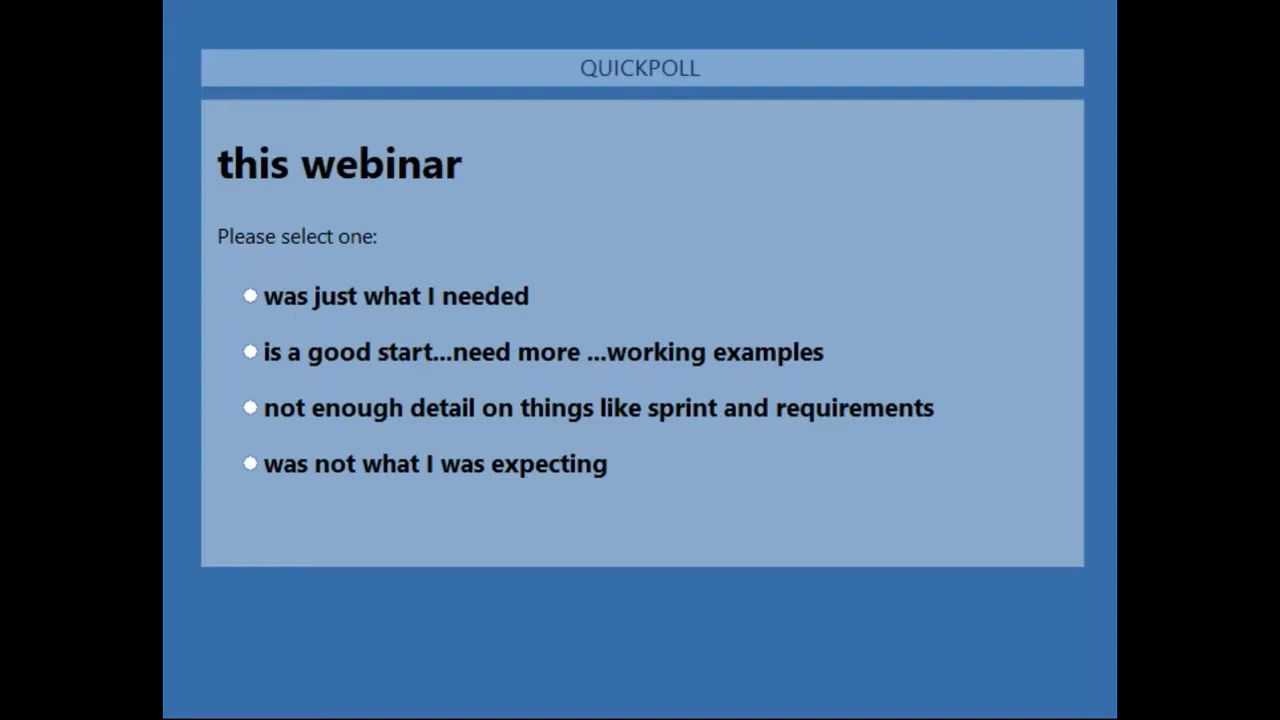 QUICKPOLL
this webinar
Please select one:
was just what I needed
is a good start...need more ...working examples
not enough detail on things like sprint and requirements
was not what I was expecting